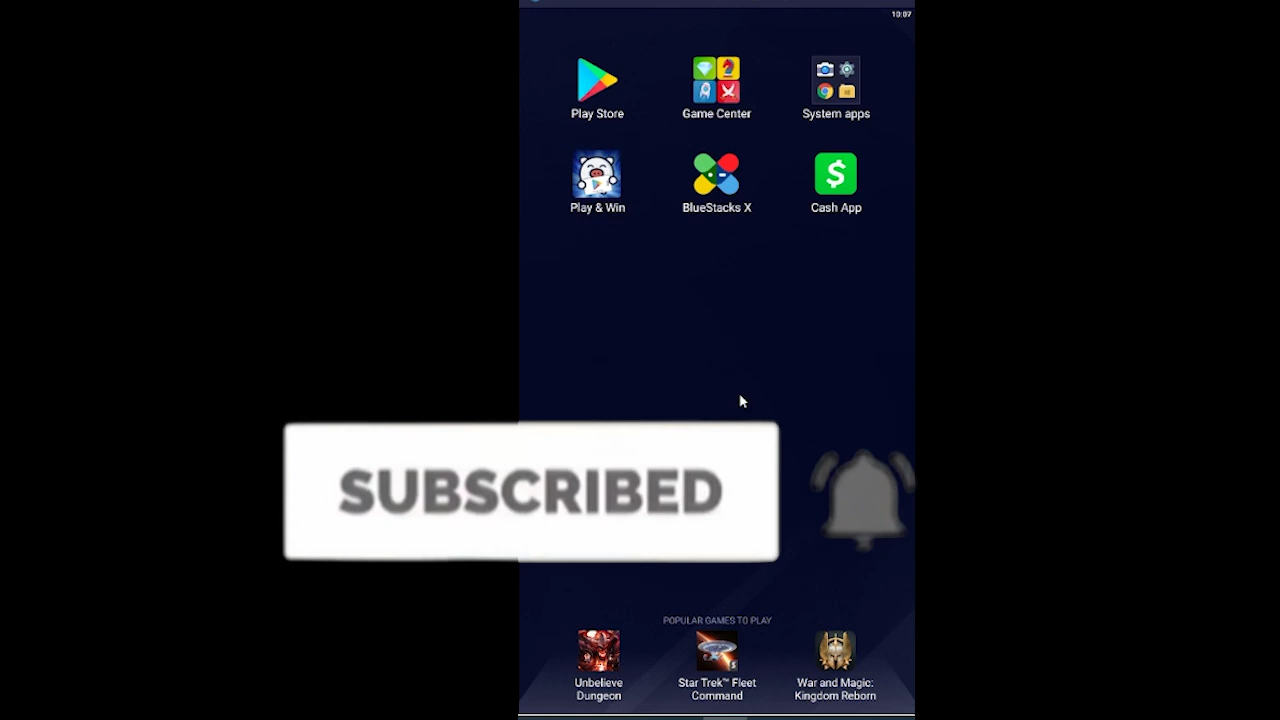 10:07
Play Store
Game Center
System apps
Play & Win
BlueStacks X
Cash App
SUBSCRIBED
POPULAR GAMES TO PLAY
Unbelieve
Dungeon
Star Trek™ Fleet
Command
War and Magic:
Kingdom Reborn